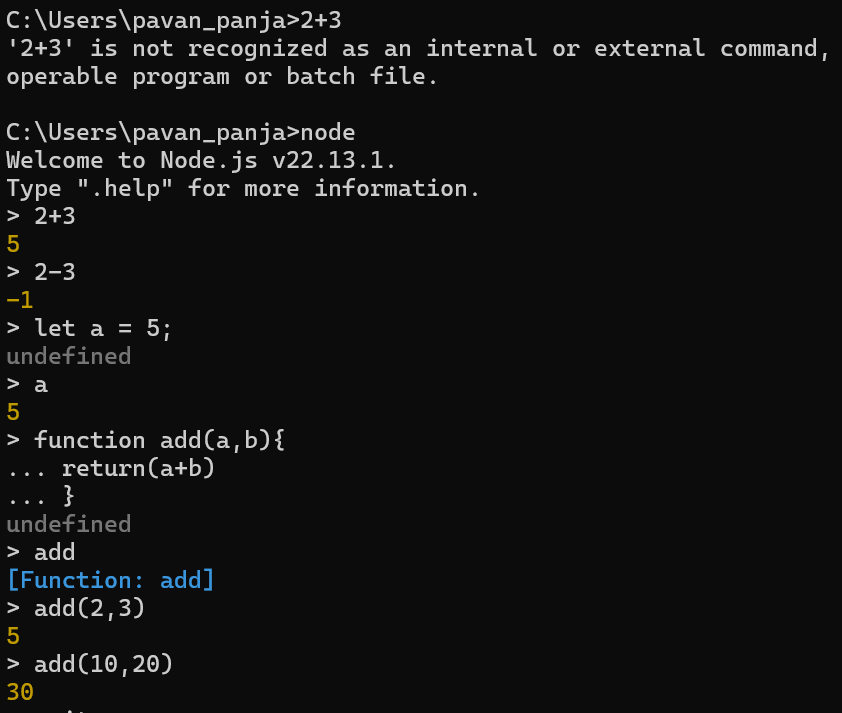 C:\Users\pavan_panja>2+3
'2+3' is not recognized as an internal or external command,
operable program or batch file.
C:\Users\pavan_panja>node
Welcome to Node.js v22.13.1.
Type ".help" for more information.
> 2+3
5
> 2-3
-1
> let a = 5;
undefined
> a
5
> function add(a,b){
... return(a+b)
... }
undefined
> add
[Function: add]
> add(2,3)
5
> add(10,20)
30